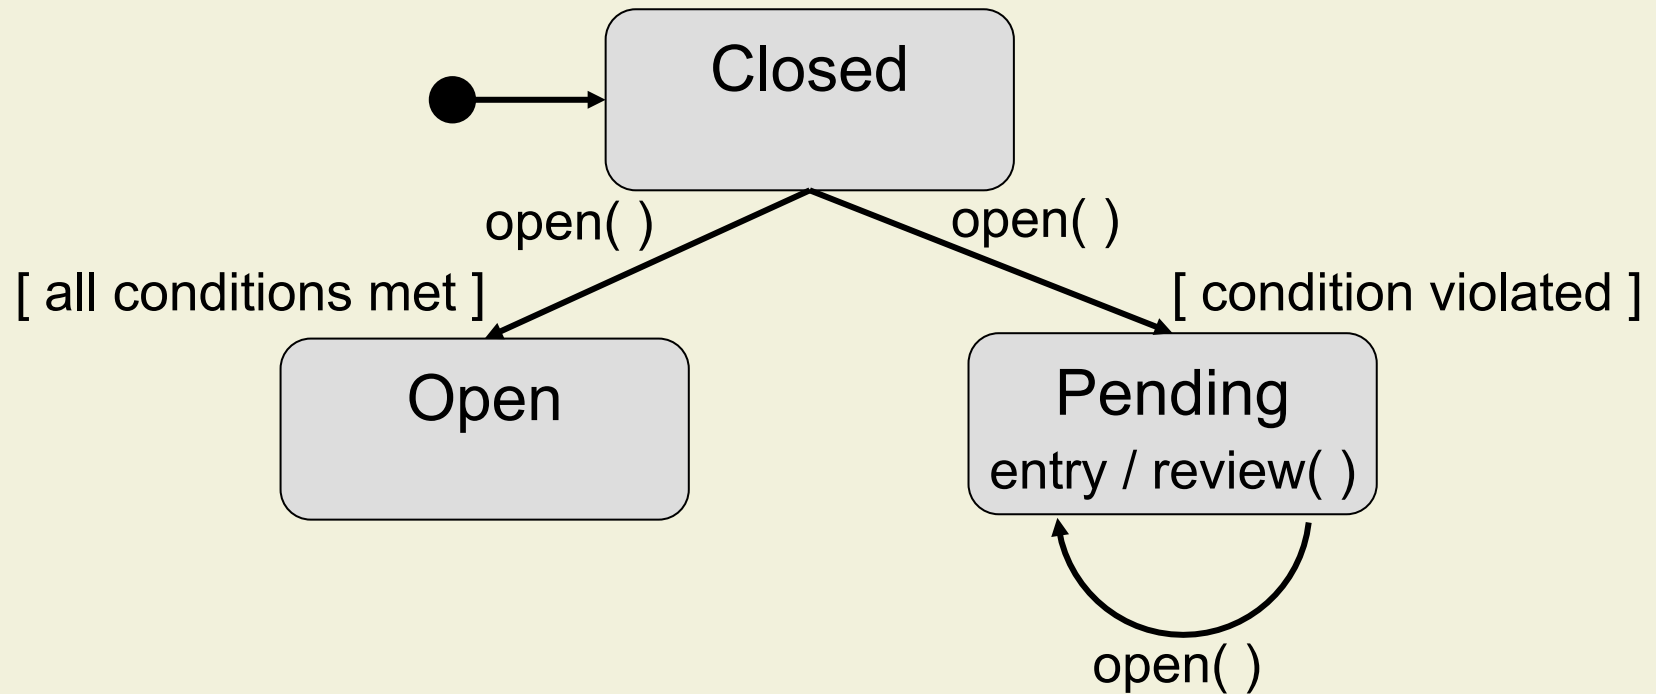 Closed
open( )
open( )
[ all conditions met ]
[ condition violated ]
Open
Pending
entry / review( )
open( )